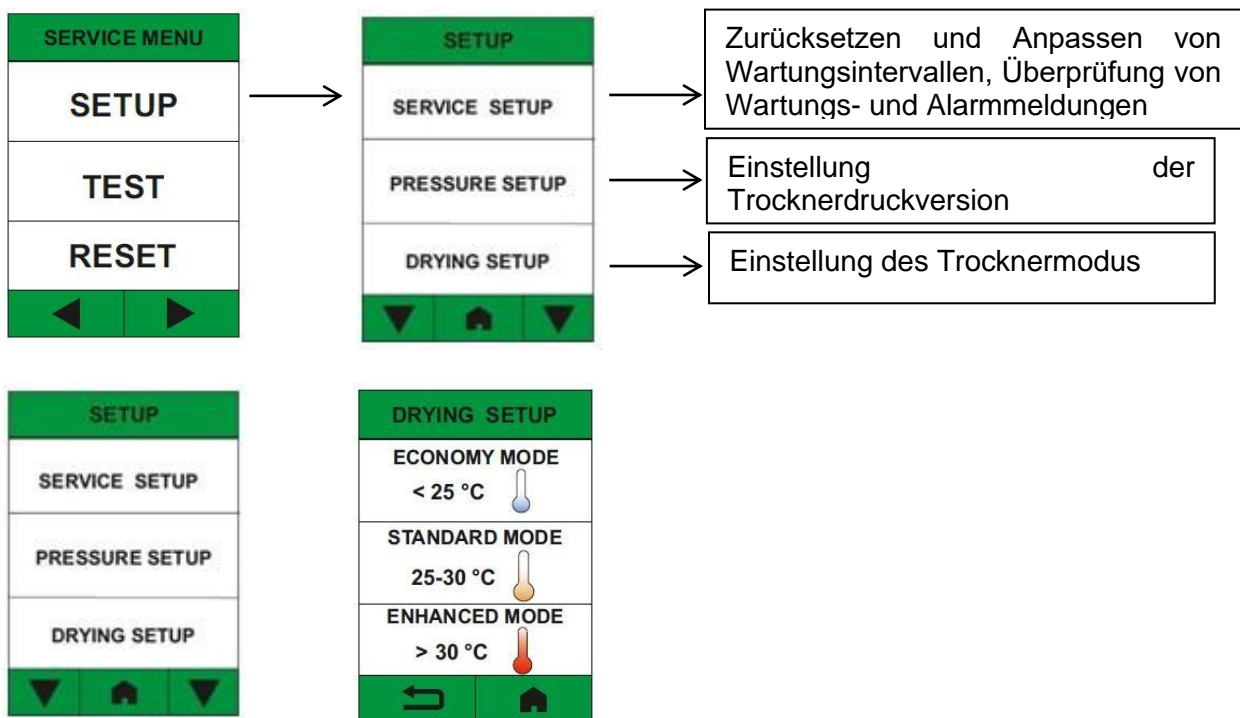 SERVICE MENU
SETUP
TEST
RESET
SETUP
SERVICE SETUP
PRESSURE SETUP
DRYING SETUP
Zurücksetzen und Anpassen von
Wartungsintervallen, Überprüfung von
Wartungs- und Alarmmeldungen
Einstellung der
Trocknerdruckversion
Einstellung des Trocknermodus
SETUP
SERVICE SETUP
PRESSURE SETUP
DRYING SETUP
DRYING SETUP
ECONOMY MODE
< 25 °C
STANDARD MODE
25-30 °C
ENHANCED MODE
> 30 °C